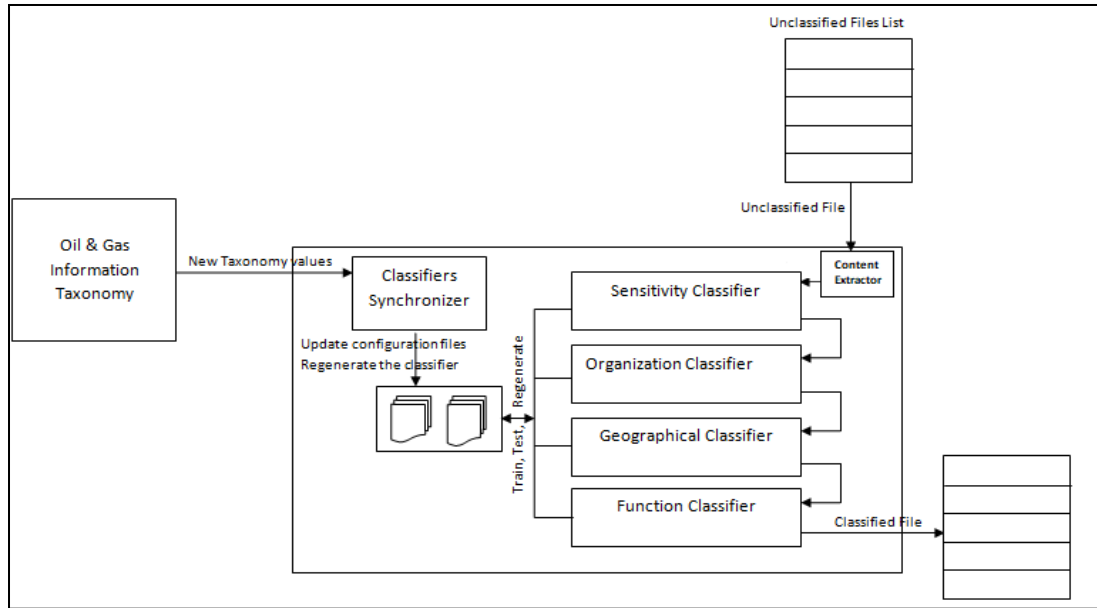 Unclassified Files List
Unclassified File
Oil & Gas
Information
Taxonomy
New Taxonomy values
Classifiers
Synchronizer
Content
Extractor
Sensitivity Classifier
Update configuration files
Regenerate the classifier
Organization Classifier
Train, Test, Regenerate
Geographical Classifier
Function Classifier
Classified File